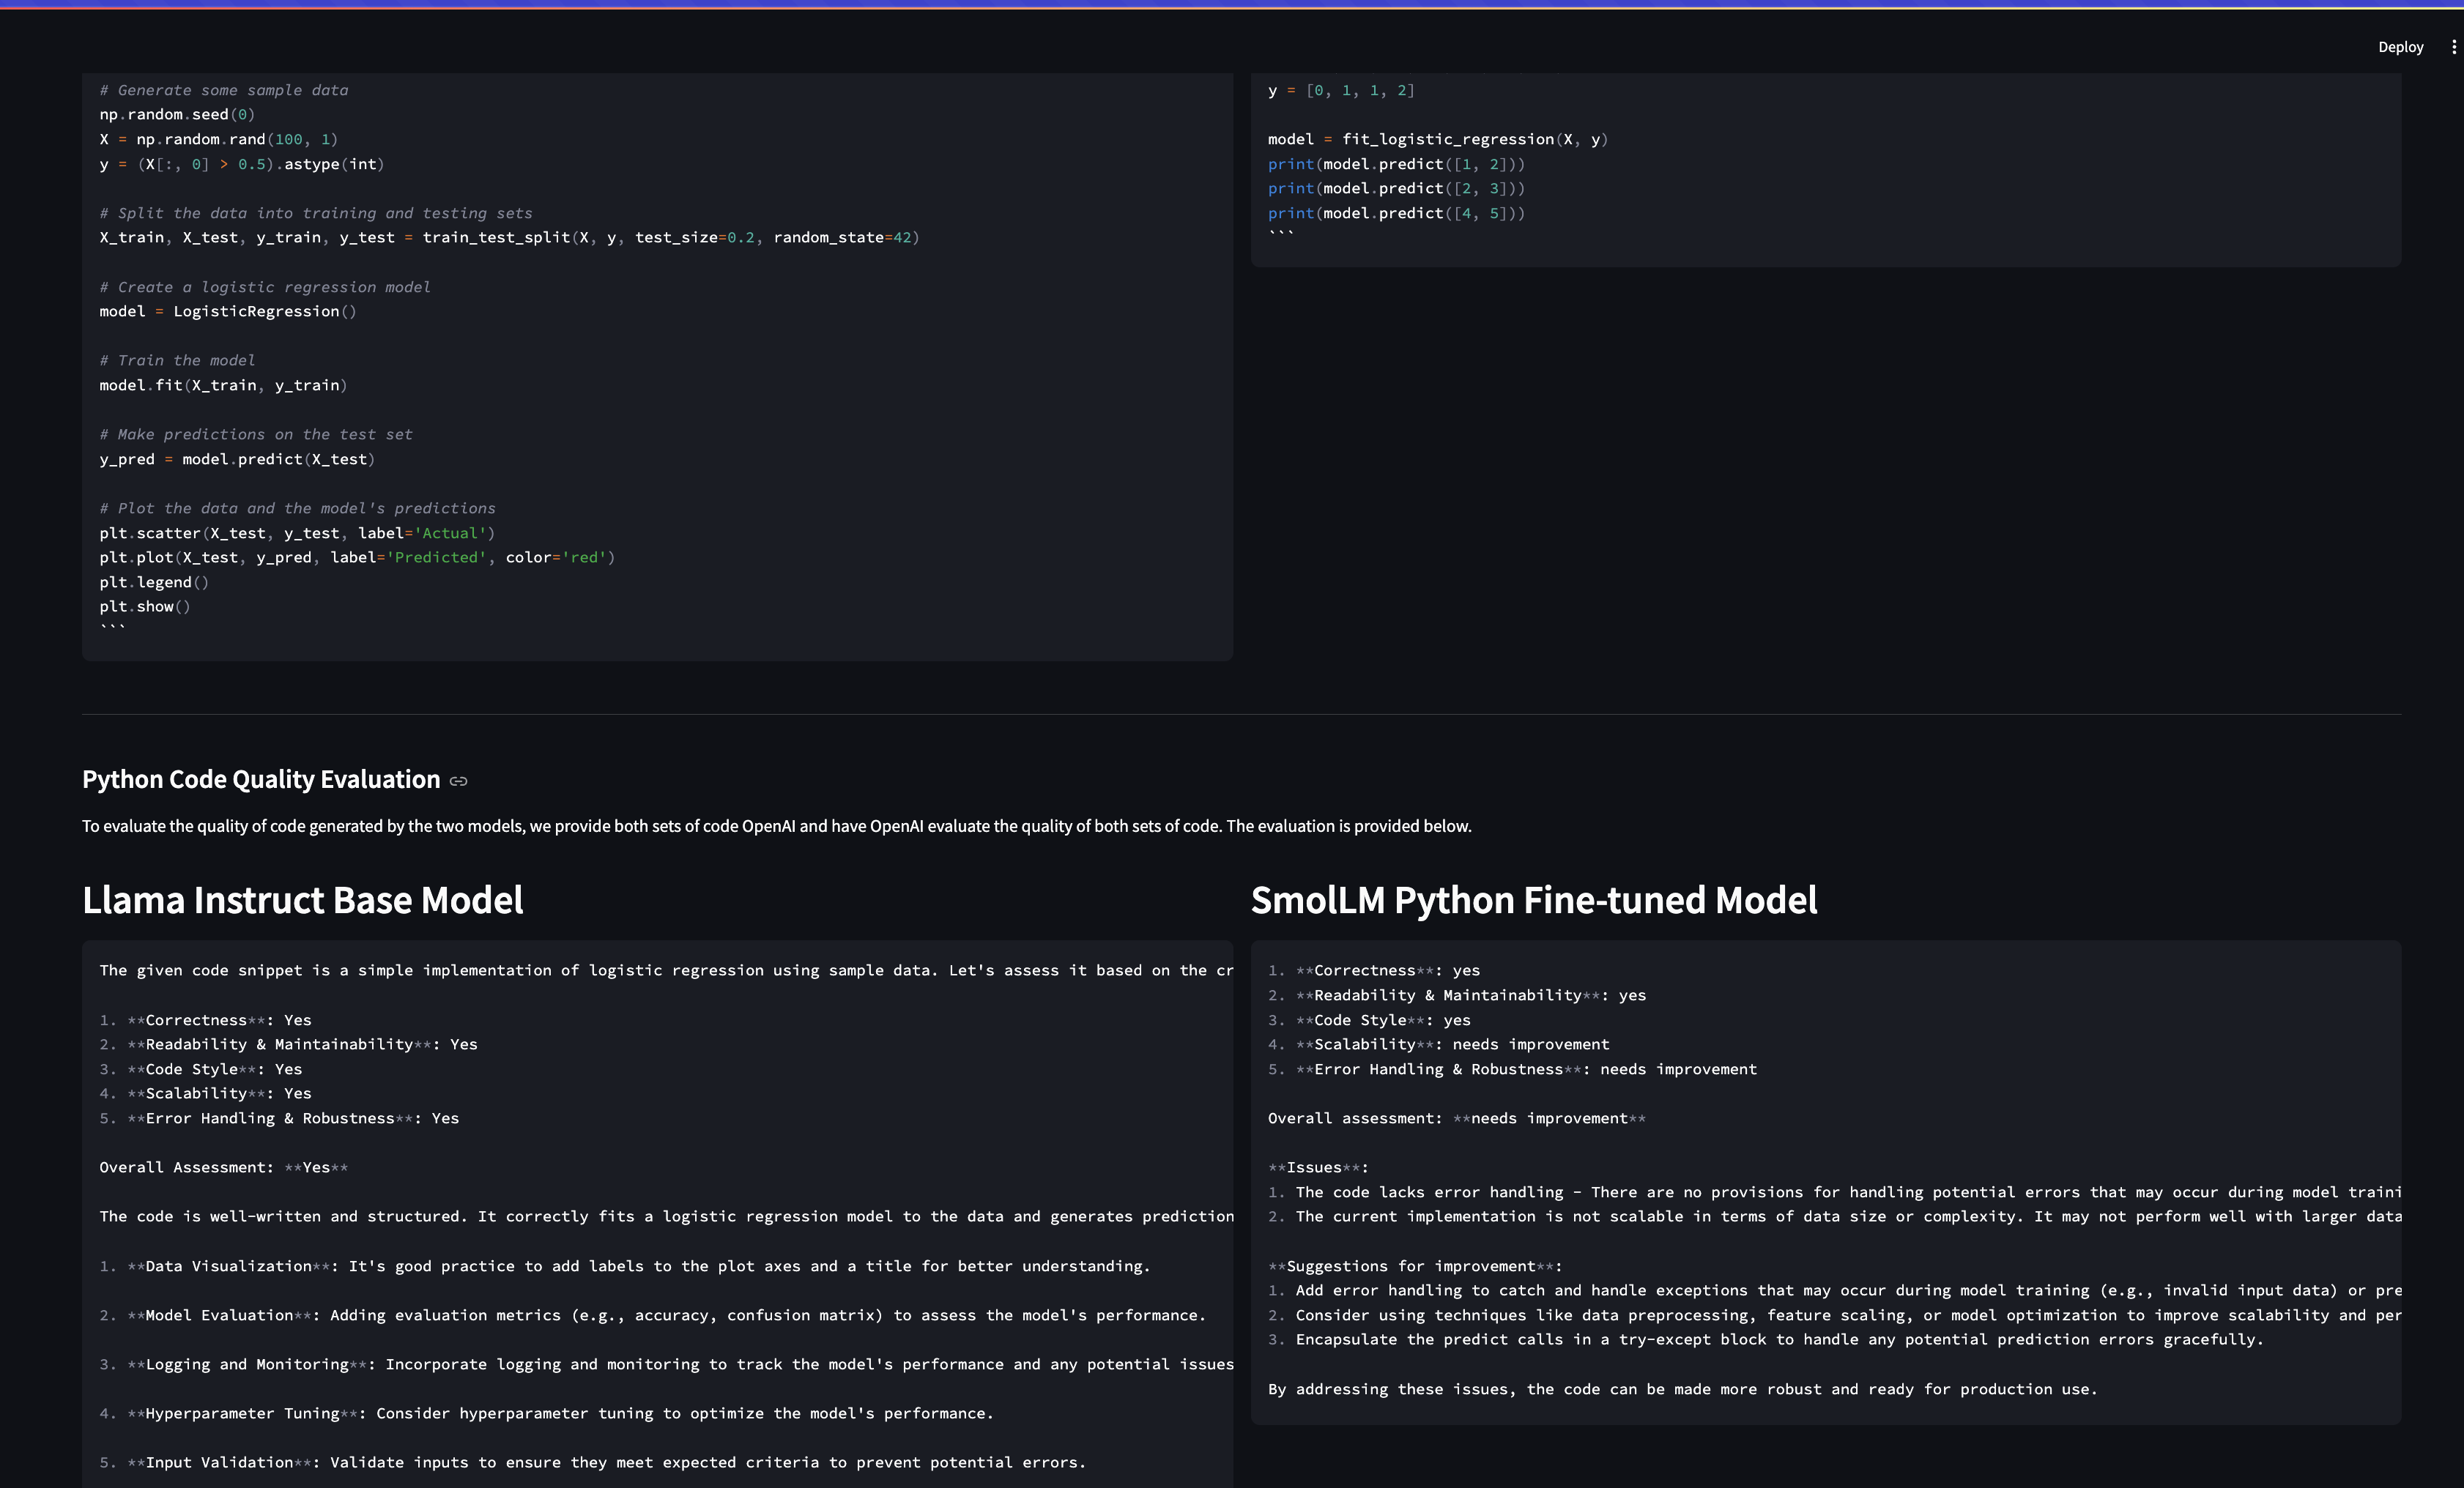 Deploy
# Generate some sample data
np.random.seed(0)
X = np.random.rand(100, 1)
y = (X[:, 0] > 0.5).astype(int)
# Split the data into training and testing sets
X_train, X_test, y_train, y_test = train_test_split(X, y, test_size=0.2, random_state=42)
# Create a logistic regression model
model = LogisticRegression()
# Train the model
model.fit(X_train, y_train)
# Make predictions on the test set
y_pred = model.predict(X_test)
# Plot the data and the model's predictions
plt.scatter(X_test, y_test, label='Actual')
plt.plot(X_test, y_pred, label='Predicted', color='red')
plt.legend()
plt.show()
```
y = [0, 1, 1, 2]
model = fit_logistic_regression(X, y)
print(model.predict([1, 2]))
print(model.predict([2, 3]))
print(model.predict([4, 5]))
```
Python Code Quality Evaluation
To evaluate the quality of code generated by the two models, we provide both sets of code OpenAI and have OpenAI evaluate the quality of both sets of code. The evaluation is provided below.
Llama Instruct Base Model
The given code snippet is a simple implementation of logistic regression using sample data. Let's assess it based on the cr
1. **Correctness**: Yes
2. **Readability & Maintainability**: Yes
3. **Code Style**: Yes
4. **Scalability**: Yes
5. **Error Handling & Robustness**: Yes
Overall Assessment: **Yes**
The code is well-written and structured. It correctly fits a logistic regression model to the data and generates prediction
1. **Data Visualization**: It's good practice to add labels to the plot axes and a title for better understanding.
2. **Model Evaluation**: Adding evaluation metrics (e.g., accuracy, confusion matrix) to assess the model's performance.
3. **Logging and Monitoring**: Incorporate logging and monitoring to track the model's performance and any potential issues
4. **Hyperparameter Tuning**: Consider hyperparameter tuning to optimize the model's performance.
5. **Input Validation**: Validate inputs to ensure they meet expected criteria to prevent potential errors.
SmolLM Python Fine-tuned Model
1. **Correctness**: yes
2. **Readability & Maintainability**: yes
3. **Code Style**: yes
4. **Scalability**: needs improvement
5. **Error Handling & Robustness**: needs improvement
Overall assessment: **needs improvement**
**Issues**:
1. The code lacks error handling - There are no provisions for handling potential errors that may occur during model traini
2. The current implementation is not scalable in terms of data size or complexity. It may not perform well with larger data
**Suggestions for improvement**:
1. Add error handling to catch and handle exceptions that may occur during model training (e.g., invalid input data) or pre
2. Consider using techniques like data preprocessing, feature scaling, or model optimization to improve scalability and per
3. Encapsulate the predict calls in a try-except block to handle any potential prediction errors gracefully.
By addressing these issues, the code can be made more robust and ready for production use.